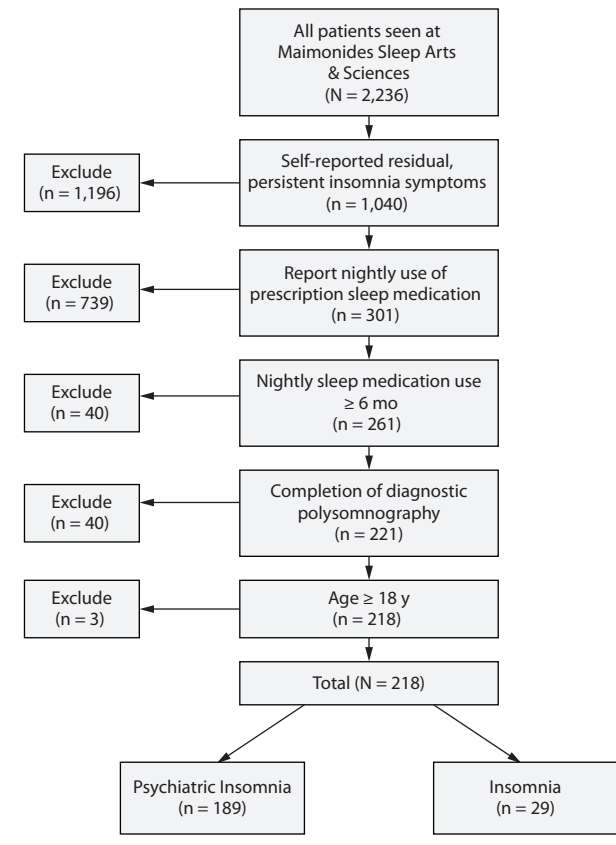 All patients seen at
Maimonides Sleep Arts
& Sciences
(N = 2,236)
Exclude
(n = 1,196)
Self-reported residual,
persistent insomnia symptoms
(n = 1,040)
Exclude
(n = 739)
Report nightly use of
prescription sleep medication
(n = 301)
Exclude
(n = 40)
Nightly sleep medication use
≥ 6 mo
(n = 261)
Exclude
(n = 40)
Completion of diagnostic
polysomnography
(n = 221)
Exclude
(n = 3)
Age ≥ 18 y
(n = 218)
Total (N = 218)
Psychiatric Insomnia
(n = 189)
Insomnia
(n = 29)